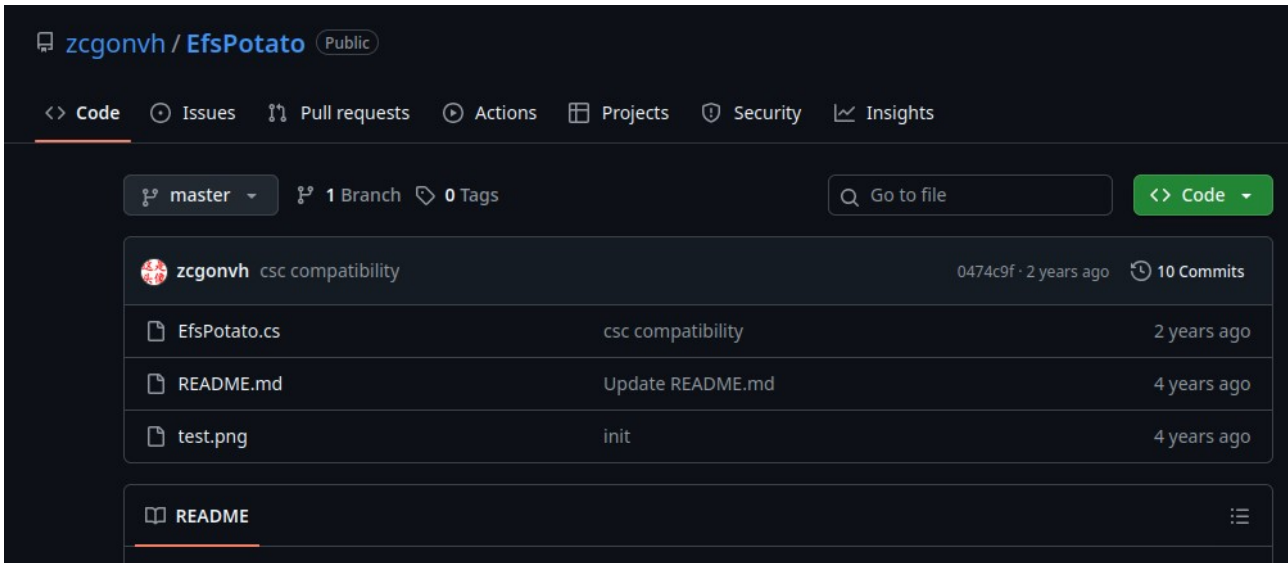 zcgonvh / EfsPotato Public
Code Issues Pull requests Actions Projects Security Insights
master 1 Branch 0 Tags Go to file Code
zcgonvh csc compatibility 0474c9f · 2 years ago 10 Commits
EfsPotato.cs csc compatibility 2 years ago
README.md Update README.md 4 years ago
test.png init 4 years ago
README